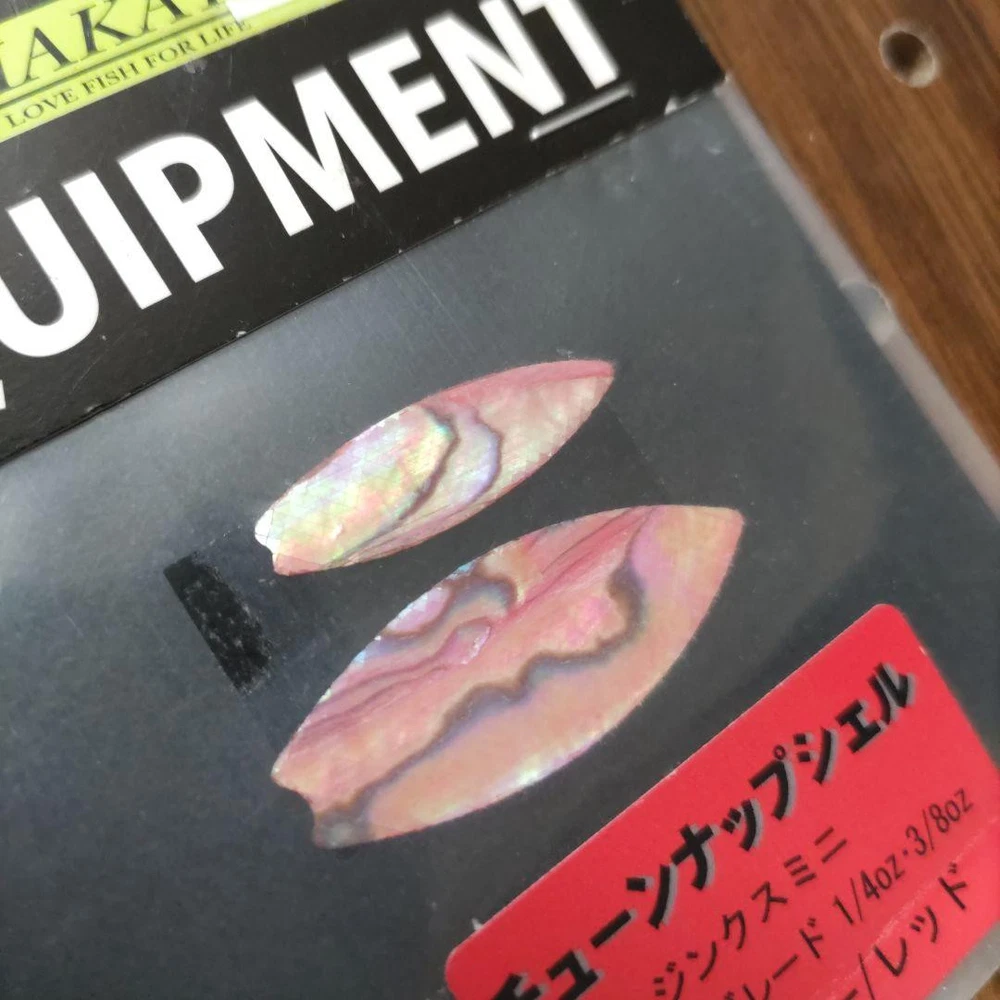 LOVE FISH FOR LIFE
UIPMENT
チューンナップシェル
ジンクスミニ
レード 1/4oz・3/8oz
ー/レッド